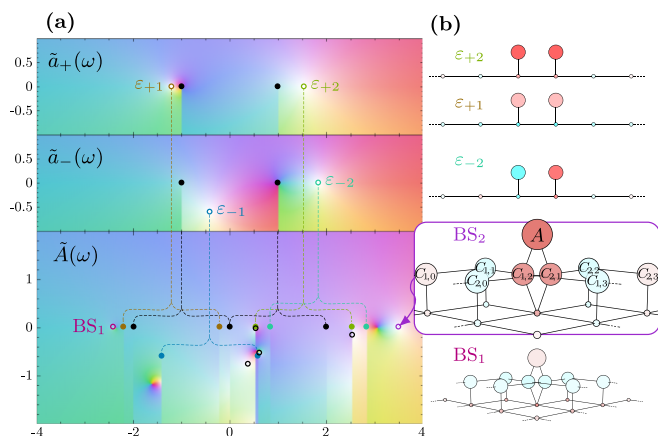 (a)
(b)
0.5
0
-0.5
ã₊(ω)
ε₊₁
ε₊₂
0.5
0
-0.5
ã₋(ω)
ε₋₁
ε₋₂
1
0
-1
Ã(ω)
BS₁
-4
-2
0
2
4
ε₊₂
ε₊₁
ε₋₂
BS₂
A
C₁,₀
C₁,₁
C₂,₀
C₁,₂
C₂,₁
C₂,₂
C₁,₃
C₂,₃
BS₁